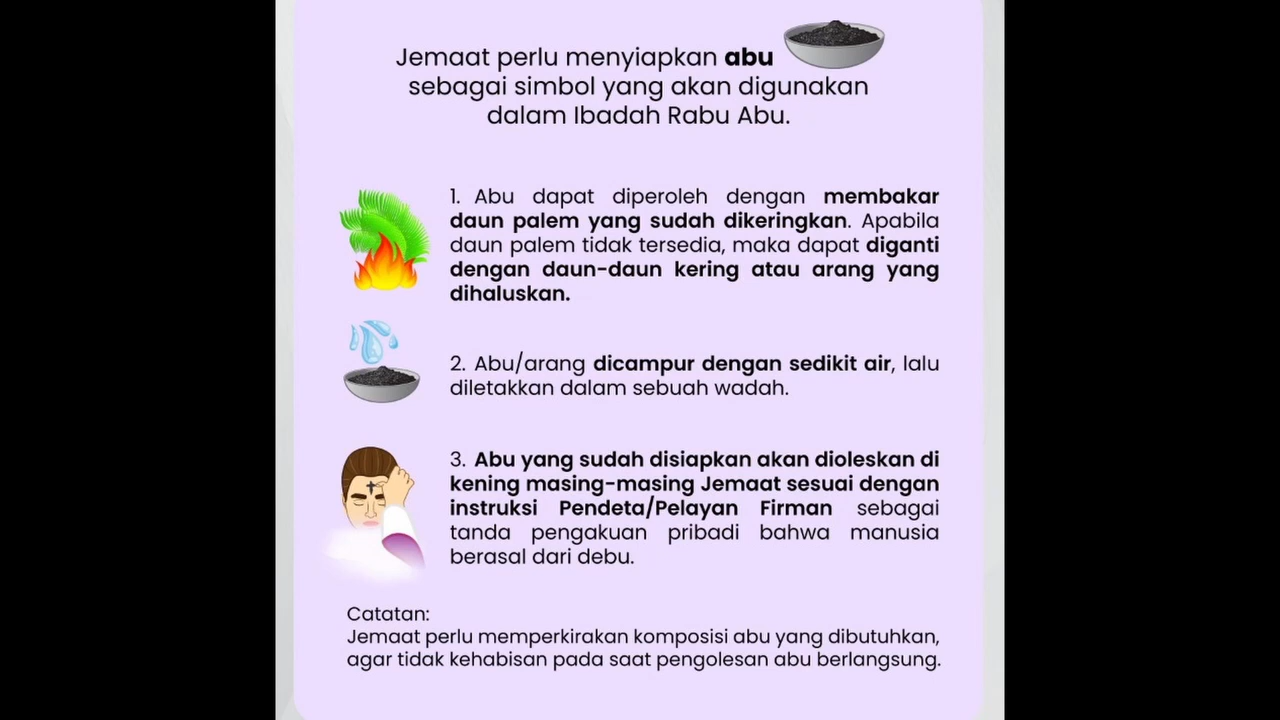 Jemaat perlu menyiapkan abu
sebagai simbol yang akan digunakan
dalam Ibadah Rabu Abu.
1. Abu dapat diperoleh dengan membakar
daun palem yang sudah dikeringkan. Apabila
daun palem tidak tersedia, maka dapat diganti
dengan daun-daun kering atau arang yang
dihaluskan.
2. Abu/arang dicampur dengan sedikit air, lalu
diletakkan dalam sebuah wadah.
3. Abu yang sudah disiapkan akan dioleskan di
kening masing-masing Jemaat sesuai dengan
instruksi Pendeta/Pelayan Firman sebagai
tanda pengakuan pribadi bahwa manusia
berasal dari debu.
Catatan:
Jemaat perlu memperkirakan komposisi abu yang dibutuhkan,
agar tidak kehabisan pada saat pengolesan abu berlangsung.